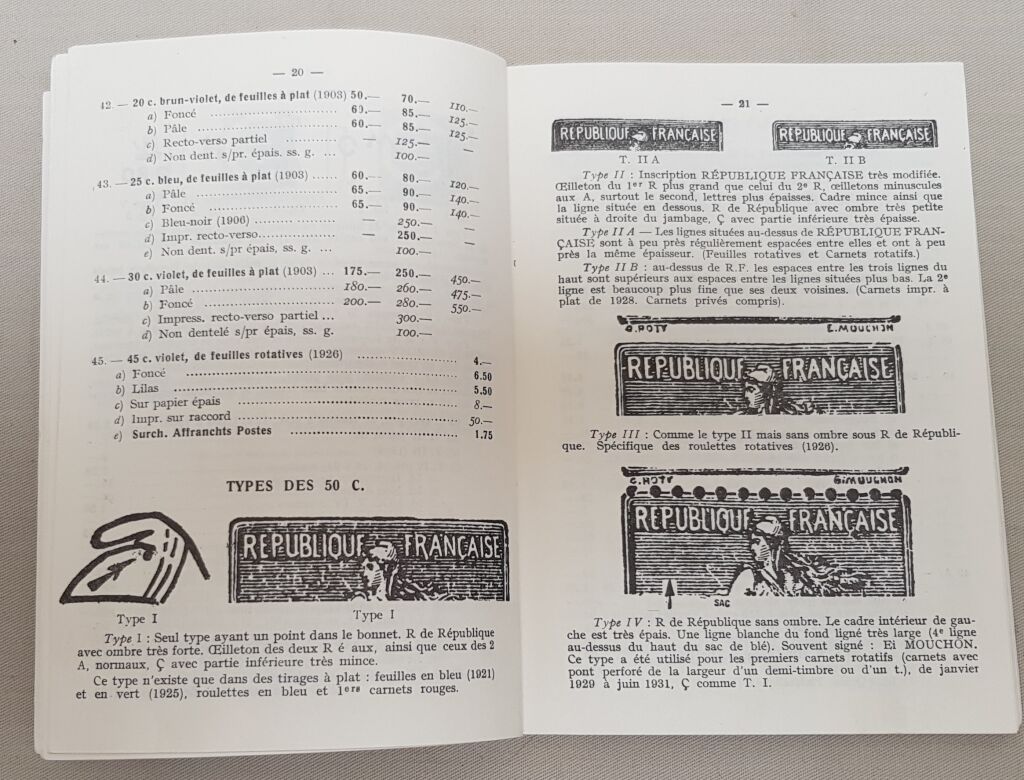 — 20 —
42. — 20 c. brun-violet, de feuilles à plat (1903) 50.— 70.— 110.—
a) Foncé 60.— 85.— 125.—
b) Pâle 60.— 85.— 125.—
c) Recto-verso partiel — 125.— —
d) Non dent. s/pr. épais. ss. g. ... 100.—
43. — 25 c. bleu, de feuilles à plat (1903) ...... 60.— 80.— 120.—
a) Pâle 65.— 90.— 140.—
b) Foncé 65.— 90.— 140.—
c) Bleu-noir (1906) — 250.—
d) Impr. recto-verso — 250.—
e) Non dent. s/pr épais, ss. g. ... 100.—
44. — 30 c. violet, de feuilles à plat (1903) ... 175.— 250.— 450.—
a) Pâle 180.— 260.— 475.—
b) Foncé 200.— 280.— 550.—
c) Impress. recto-verso partiel ... 300.—
d) Non dentelé s/pr épais, ss. g. 100.—
45. — 45 c. violet, de feuilles rotatives (1926) 4.—
a) Foncé 6.50
b) Lilas 5.50
c) Sur papier épais 8.—
d) Impr. sur raccord 50.—
e) Surch. Affranchts Postes 1.75
TYPES DES 50 C.
REPUBLIQUE FRANÇAISE
Type I
Type I
Type I : Seul type ayant un point dans le bonnet. R de République
avec ombre très forte. Œilleton des deux R é aux, ainsi que ceux des 2
A, normaux, Ç avec partie inférieure très mince.
Ce type n'existe que dans des tirages à plat : feuilles en bleu (1921)
et en vert (1925), roulettes en bleu et 1ers carnets rouges.
— 21 —
REPUBLIQUE FRANÇAISE
REPUBLIQUE FRANÇAISE
T. II A
T. II B
Type II : Inscription RÉPUBLIQUE FRANÇAISE très modifiée.
Œilleton du 1er R plus grand que celui du 2e R, œilletons minuscules
aux A, surtout le second, lettres plus épaisses. Cadre mince ainsi que
la ligne située en dessous. R de République avec ombre très petite
située à droite du jambage, Ç avec partie inférieure très épaisse.
Type II A — Les lignes situées au-dessus de RÉPUBLIQUE FRAN-
ÇAISE sont à peu près régulièrement espacées entre elles et ont à peu
près la même épaisseur. (Feuilles rotatives et Carnets rotatifs.)
Type II B : au-dessus de R.F. les espaces entre les trois lignes du
haut sont supérieurs aux espaces entre les lignes situées plus bas. La 2e
ligne est beaucoup plus fine que ses deux voisines. (Carnets impr. à
plat de 1928. Carnets privés compris).
O. ROTY E. MOUCHON
REPUBLIQUE FRANÇAISE
Type III : Comme le type II mais sans ombre sous R de Républi-
que. Spécifique des roulettes rotatives (1926).
REPUBLIQUE FRANÇAISE
SAC
Type IV : R de République sans ombre. Le cadre intérieur de gau-
che est très épais. Une ligne blanche du fond ligné très large (4e ligne
au-dessus du haut du sac de blé). Souvent signé : Ei MOUCHON.
Ce type a été utilisé pour les premiers carnets rotatifs (carnets avec
pont perforé de la largeur d'un demi-timbre ou d'un t.), de janvier
1929 à juin 1931, Ç comme T. I.